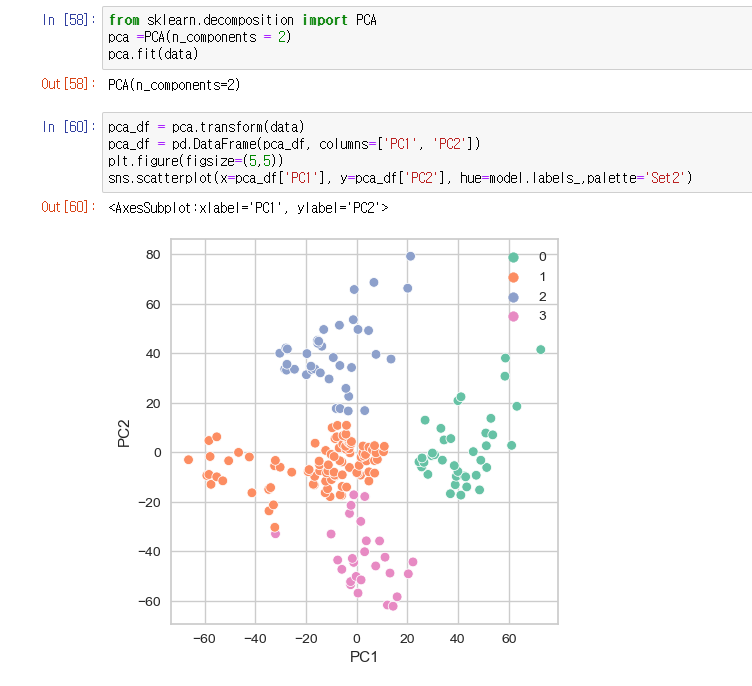 In [58]: from sklearn.decomposition import PCA
pca =PCA(n_components = 2)
pca.fit(data)
Out[58]: PCA(n_components=2)
In [60]: pca_df = pca.transform(data)
pca_df = pd.DataFrame(pca_df, columns=['PC1', 'PC2'])
plt.figure(figsize=(5,5))
sns.scatterplot(x=pca_df['PC1'], y=pca_df['PC2'], hue=model.labels_,palette='Set2')
Out[60]: <AxesSubplot:xlabel='PC1', ylabel='PC2'>
0
1
2
3
80
60
40
20
0
−20
−40
−60
PC2
−60 −40 −20 0 20 40 60
PC1